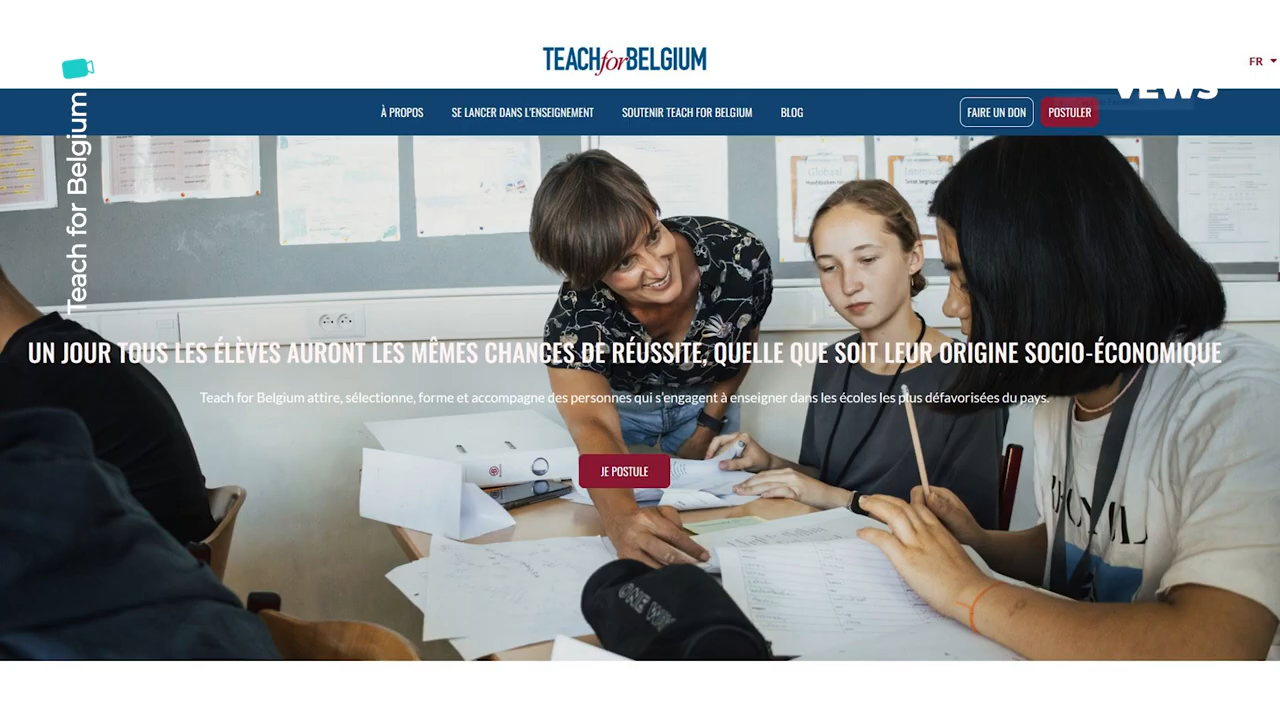 TEACHforBELGIUM
FR
À PROPOS
SE LANCER DANS L'ENSEIGNEMENT
SOUTENIR TEACH FOR BELGIUM
BLOG
FAIRE UN DON
POSTULER
Teach for Belgium
UN JOUR TOUS LES ÉLÈVES AURONT LES MÊMES CHANCES DE RÉUSSITE, QUELLE QUE SOIT LEUR ORIGINE SOCIO-ÉCONOMIQUE
Teach for Belgium attire, sélectionne, forme et accompagne des personnes qui s'engagent à enseigner dans les écoles les plus défavorisées du pays.
JE POSTULE
ONE WAY